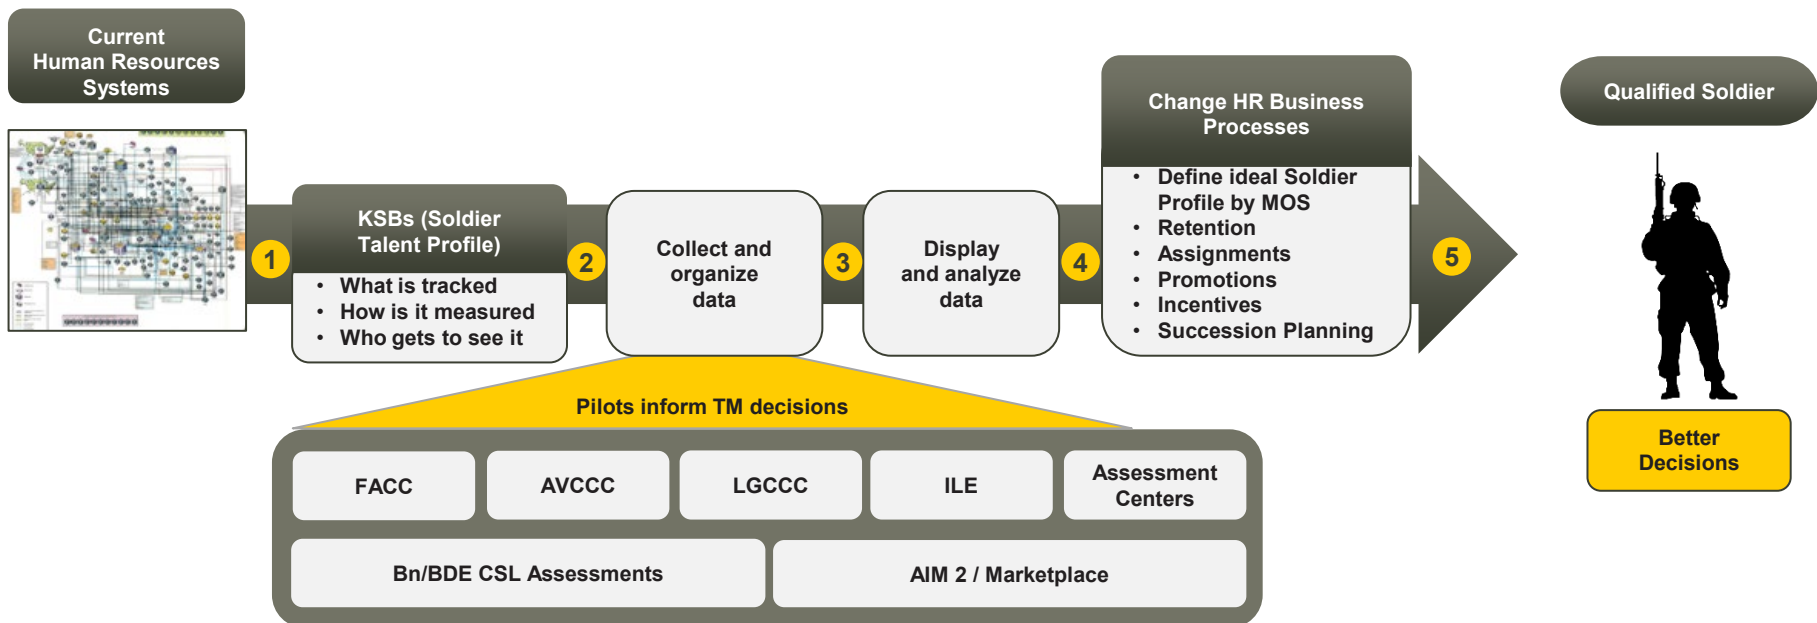 Current
Human Resources
Systems
1
KSBs (Soldier
Talent Profile)
• What is tracked
• How is it measured
• Who gets to see it
2
Collect and
organize
data
3
Display
and analyze
data
4
Change HR Business
Processes
• Define ideal Soldier
Profile by MOS
• Retention
• Assignments
• Promotions
• Incentives
• Succession Planning
5
Qualified Soldier
Better
Decisions
Pilots inform TM decisions
FACC
AVCCC
LGCCC
ILE
Assessment
Centers
Bn/BDE CSL Assessments
AIM 2 / Marketplace